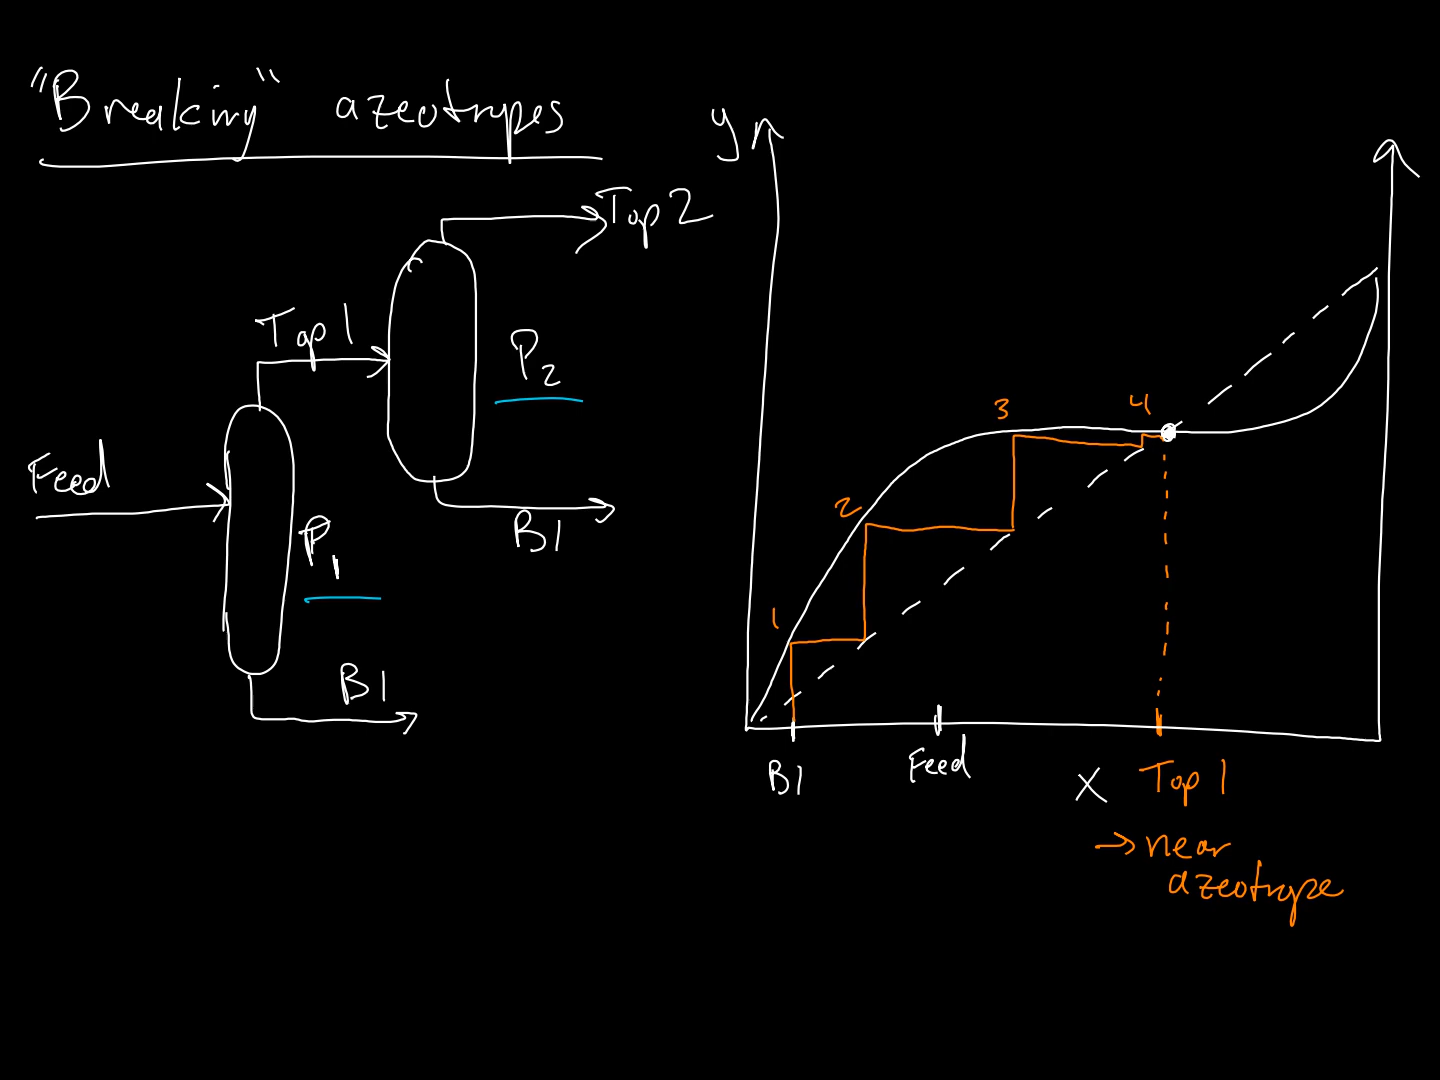 "Breaking" azeotropes
Top 2
Top 1
P2
Feed
B1
P1
B1
y
1
2
3
4
B1
Feed
X
Top 1
→ near
azeotrope